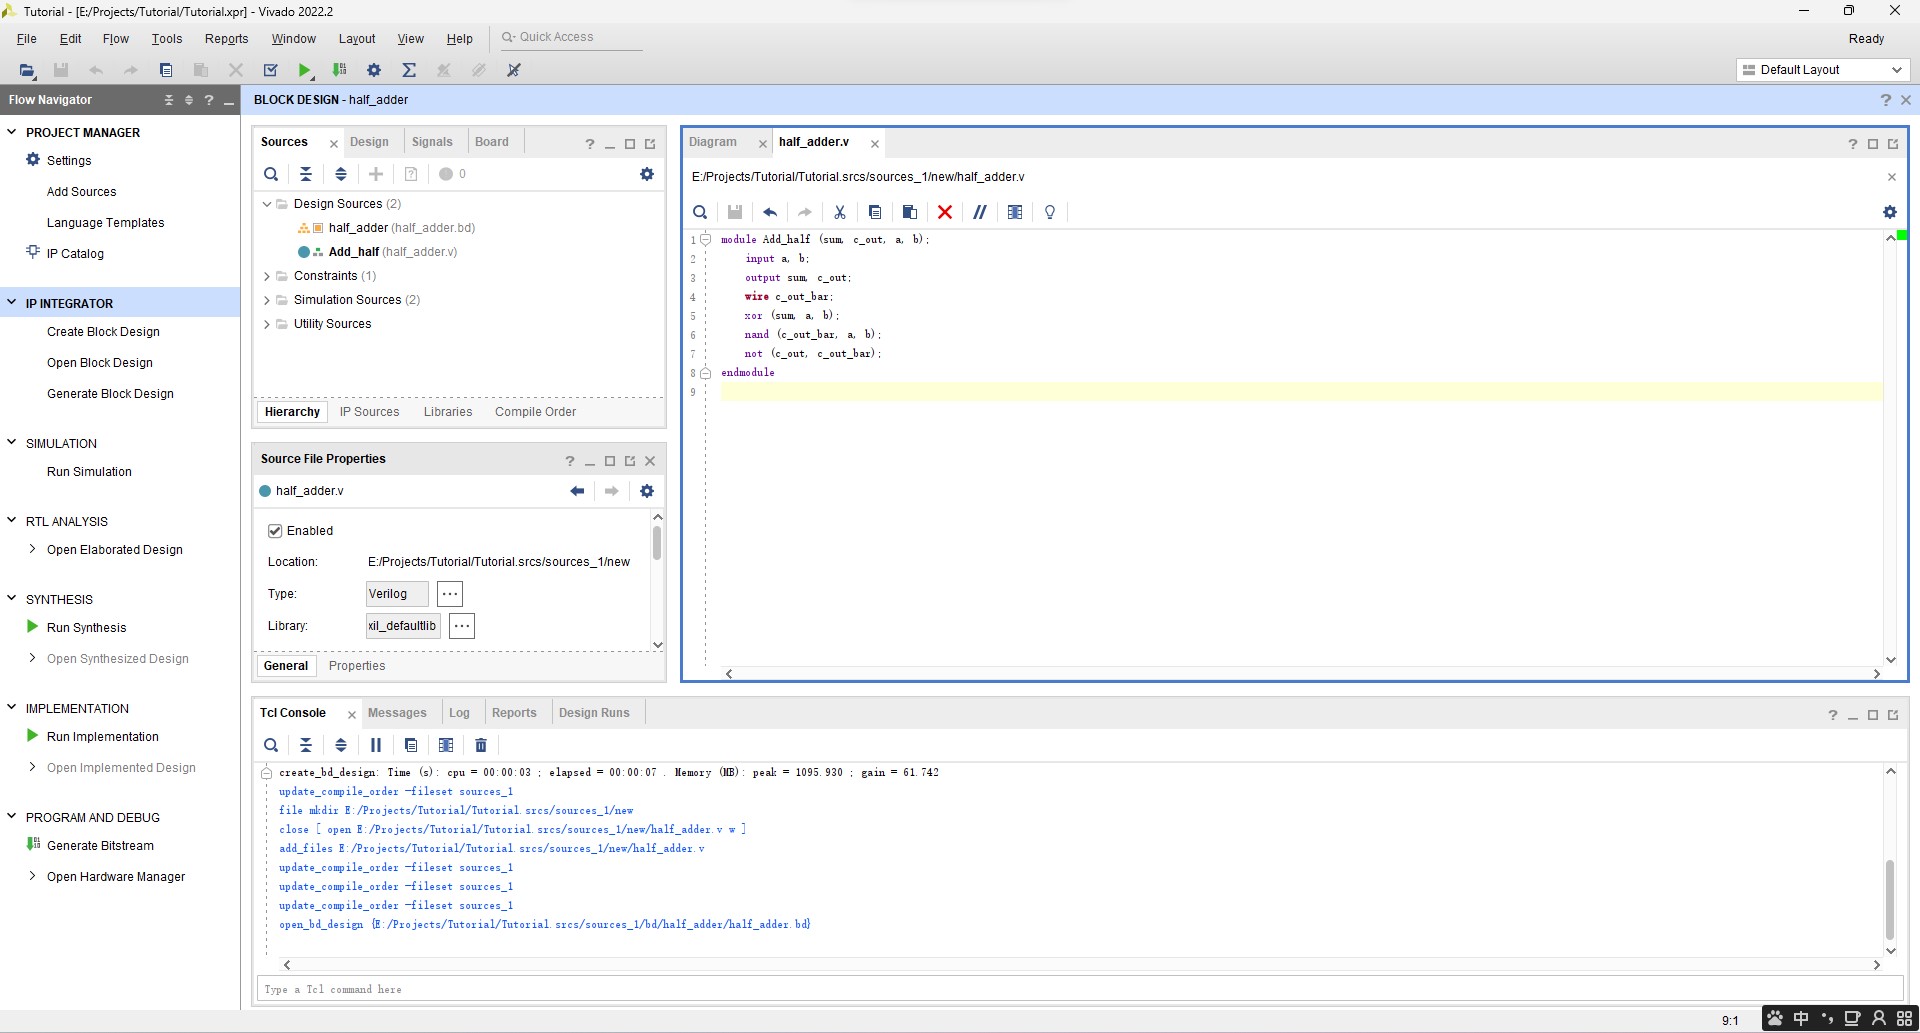 Tutorial - [E:/Projects/Tutorial/Tutorial.xpr] - Vivado 2022.2
File Edit Flow Tools Reports Window Layout View Help Quick Access Ready
Default Layout
Flow Navigator
PROJECT MANAGER
Settings
Add Sources
Language Templates
IP Catalog
IP INTEGRATOR
Create Block Design
Open Block Design
Generate Block Design
SIMULATION
Run Simulation
RTL ANALYSIS
Open Elaborated Design
SYNTHESIS
Run Synthesis
Open Synthesized Design
IMPLEMENTATION
Run Implementation
Open Implemented Design
PROGRAM AND DEBUG
Generate Bitstream
Open Hardware Manager
BLOCK DESIGN - half_adder
Sources Design Signals Board
0
Design Sources (2)
half_adder (half_adder.bd)
Add_half (half_adder.v)
Constraints (1)
Simulation Sources (2)
Utility Sources
Hierarchy IP Sources Libraries Compile Order
Source File Properties
half_adder.v
Enabled
Location: E:/Projects/Tutorial/Tutorial.srcs/sources_1/new
Type: Verilog ...
Library: xil_defaultlib ...
General Properties
Diagram half_adder.v
E:/Projects/Tutorial/Tutorial.srcs/sources_1/new/half_adder.v
1 module Add_half (sum, c_out, a, b);
2 input a, b;
3 output sum, c_out;
4 wire c_out_bar;
5 xor (sum, a, b);
6 nand (c_out_bar, a, b);
7 not (c_out, c_out_bar);
8 endmodule
9
Tcl Console Messages Log Reports Design Runs
create_bd_design: Time (s): cpu = 00:00:03 ; elapsed = 00:00:07 . Memory (MB): peak = 1095.930 ; gain = 61.742
update_compile_order -fileset sources_1
file mkdir E:/Projects/Tutorial/Tutorial.srcs/sources_1/new
close [ open E:/Projects/Tutorial/Tutorial.srcs/sources_1/new/half_adder.v w ]
add_files E:/Projects/Tutorial/Tutorial.srcs/sources_1/new/half_adder.v
update_compile_order -fileset sources_1
update_compile_order -fileset sources_1
update_compile_order -fileset sources_1
open_bd_design {E:/Projects/Tutorial/Tutorial.srcs/sources_1/bd/half_adder/half_adder.bd}
Type a Tcl command here
9:1
中